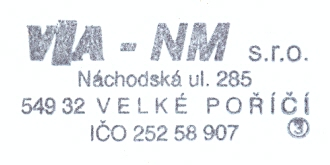 VIA - NM s.r.o.
Náchodská ul. 285
549 32 VELKÉ POŘÍČÍ
IČO 252 58 907 ③